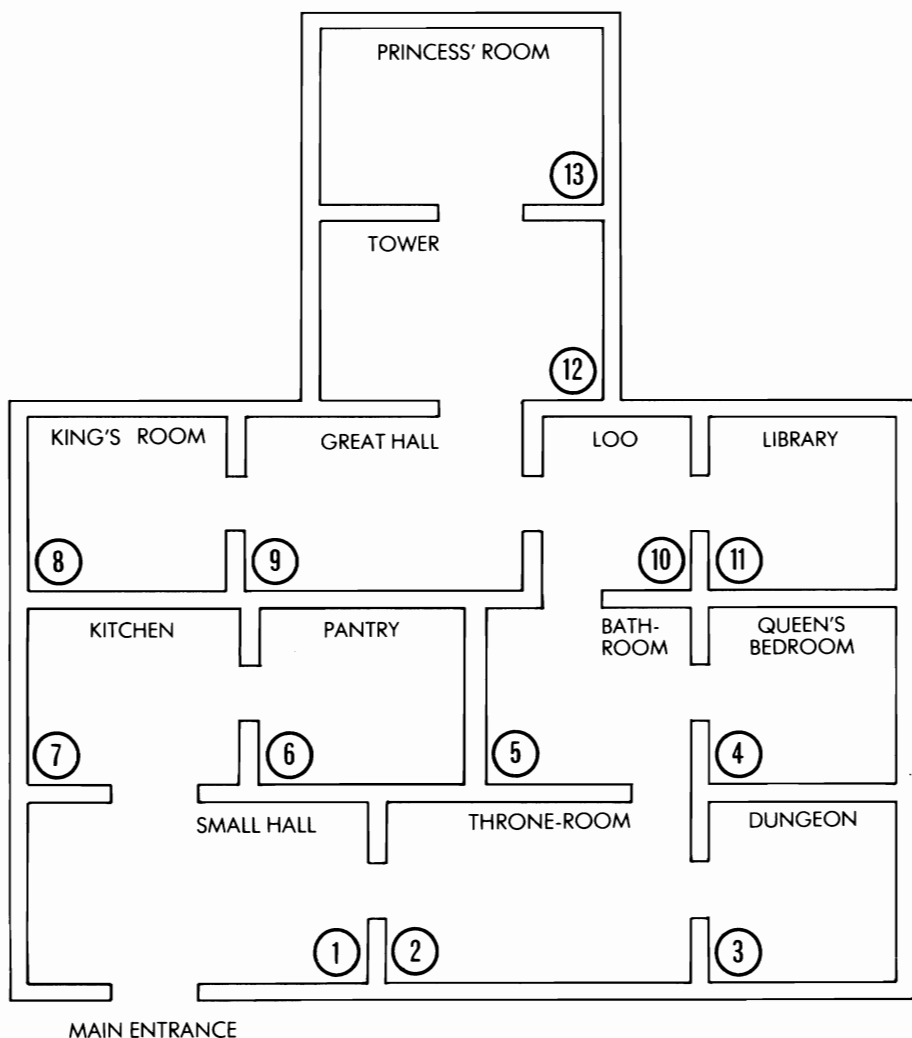 PRINCESS' ROOM
13
TOWER
12
KING'S ROOM
GREAT HALL
LOO
LIBRARY
8
9
10
11
KITCHEN
PANTRY
BATH-
ROOM
QUEEN'S
BEDROOM
7
6
5
4
SMALL HALL
THRONE-ROOM
DUNGEON
1
2
3
MAIN ENTRANCE